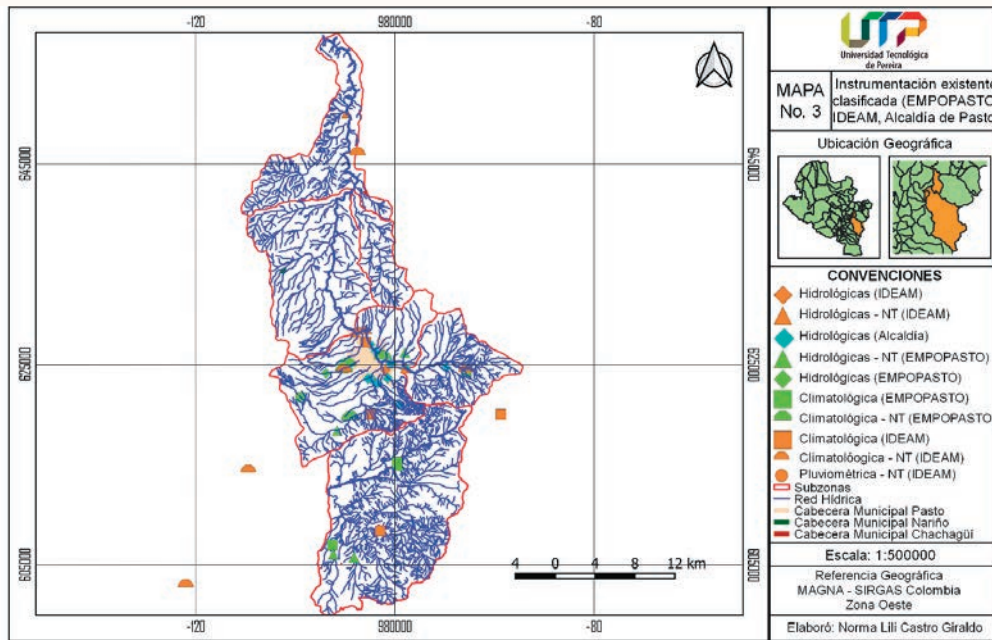 -120
980000
-80
645000
645000
625000
625000
605000
605000
4 0 4 8 12 km
-120
980000
-80
UTP
Universidad Tecnológica
de Pereira
MAPA
No. 3
Instrumentación existente
clasificada (EMPOPASTO
IDEAM, Alcaldía de Pasto
Ubicación Geográfica
CONVENCIONES
Hidrológicas (IDEAM)
Hidrológicas - NT (IDEAM)
Hidrológicas (Alcaldía)
Hidrológicas - NT (EMPOPASTO)
Hidrológicas (EMPOPASTO)
Climatológica (EMPOPASTO)
Climatológica - NT (EMPOPASTO)
Climatológica (IDEAM)
Climatolóogica - NT (IDEAM)
Pluviométrica - NT (IDEAM)
Subzonas
Red Hídrica
Cabecera Municipal Pasto
Cabecera Municipal Nariño
Cabecera Municipal Chachagüí
Escala: 1:500000
Referencia Geográfica
MAGNA - SIRGAS Colombia
Zona Oeste
Elaboró: Norma Lili Castro Giraldo